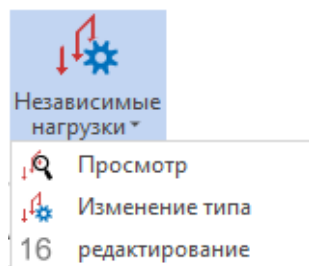 Независимые
нагрузки
Просмотр
Изменение типа
16 редактирование